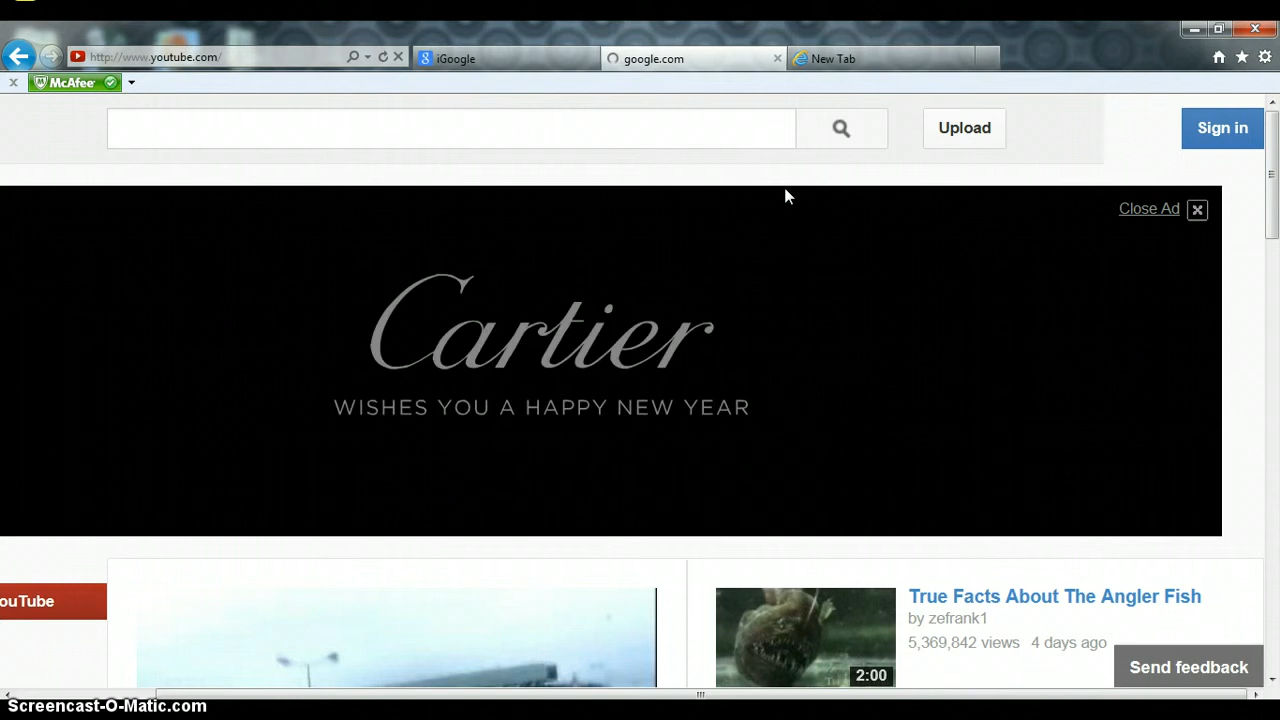 http://www.youtube.com/
iGoogle
google.com
New Tab
McAfee
Upload
Sign in
Close Ad
Cartier
WISHES YOU A HAPPY NEW YEAR
ouTube
True Facts About The Angler Fish
by zefrank1
5,369,842 views 4 days ago
2:00
Send feedback
Screencast-O-Matic.com